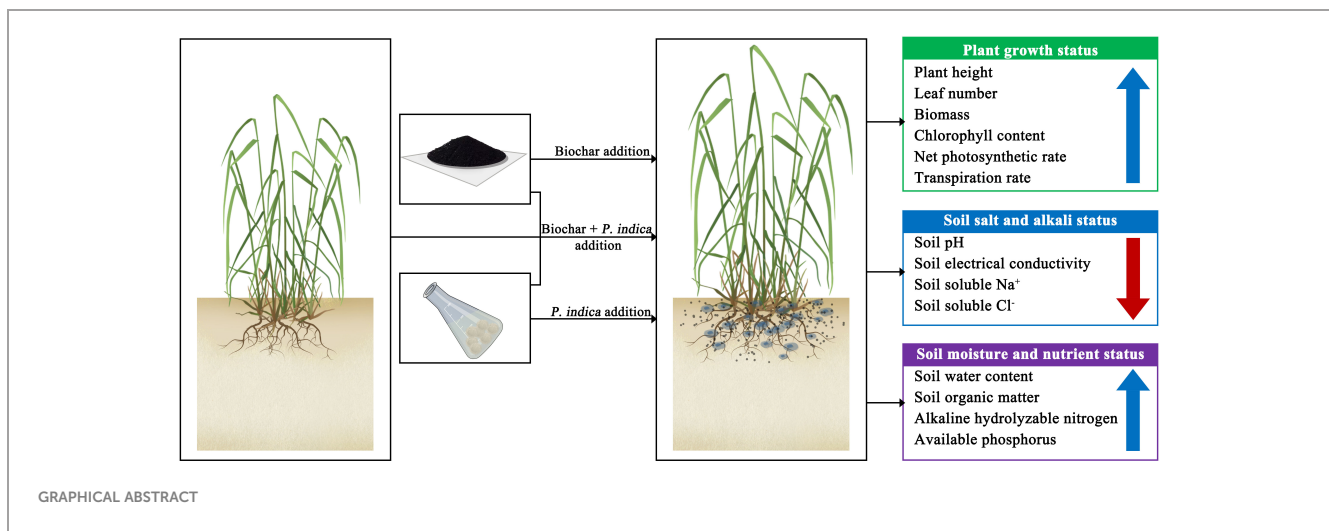 Biochar addition
Biochar + P. indica
addition
P. indica addition
Plant growth status
Plant height
Leaf number
Biomass
Chlorophyll content
Net photosynthetic rate
Transpiration rate
Soil salt and alkali status
Soil pH
Soil electrical conductivity
Soil soluble Na⁺
Soil soluble Cl⁻
Soil moisture and nutrient status
Soil water content
Soil organic matter
Alkaline hydrolyzable nitrogen
Available phosphorus
GRAPHICAL ABSTRACT